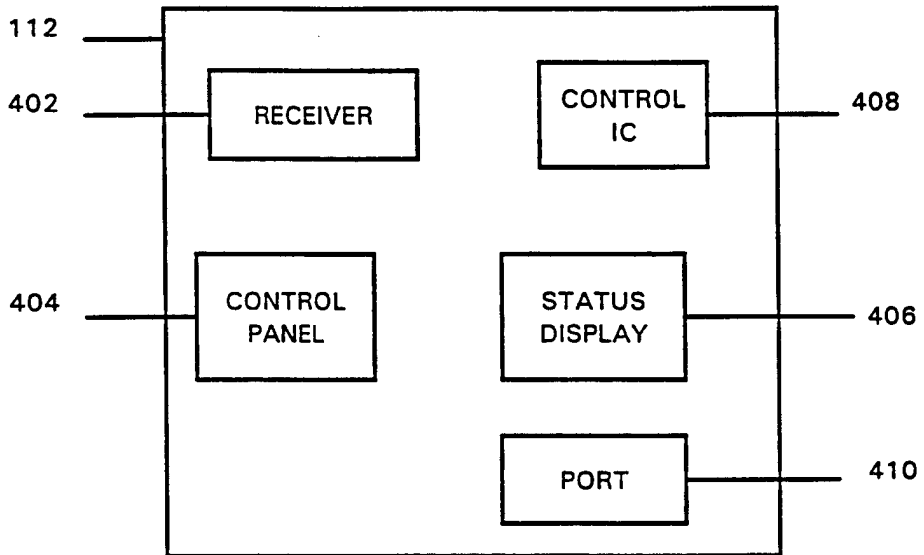 112
402
RECEIVER
CONTROL
IC
408
404
CONTROL
PANEL
STATUS
DISPLAY
406
PORT
410